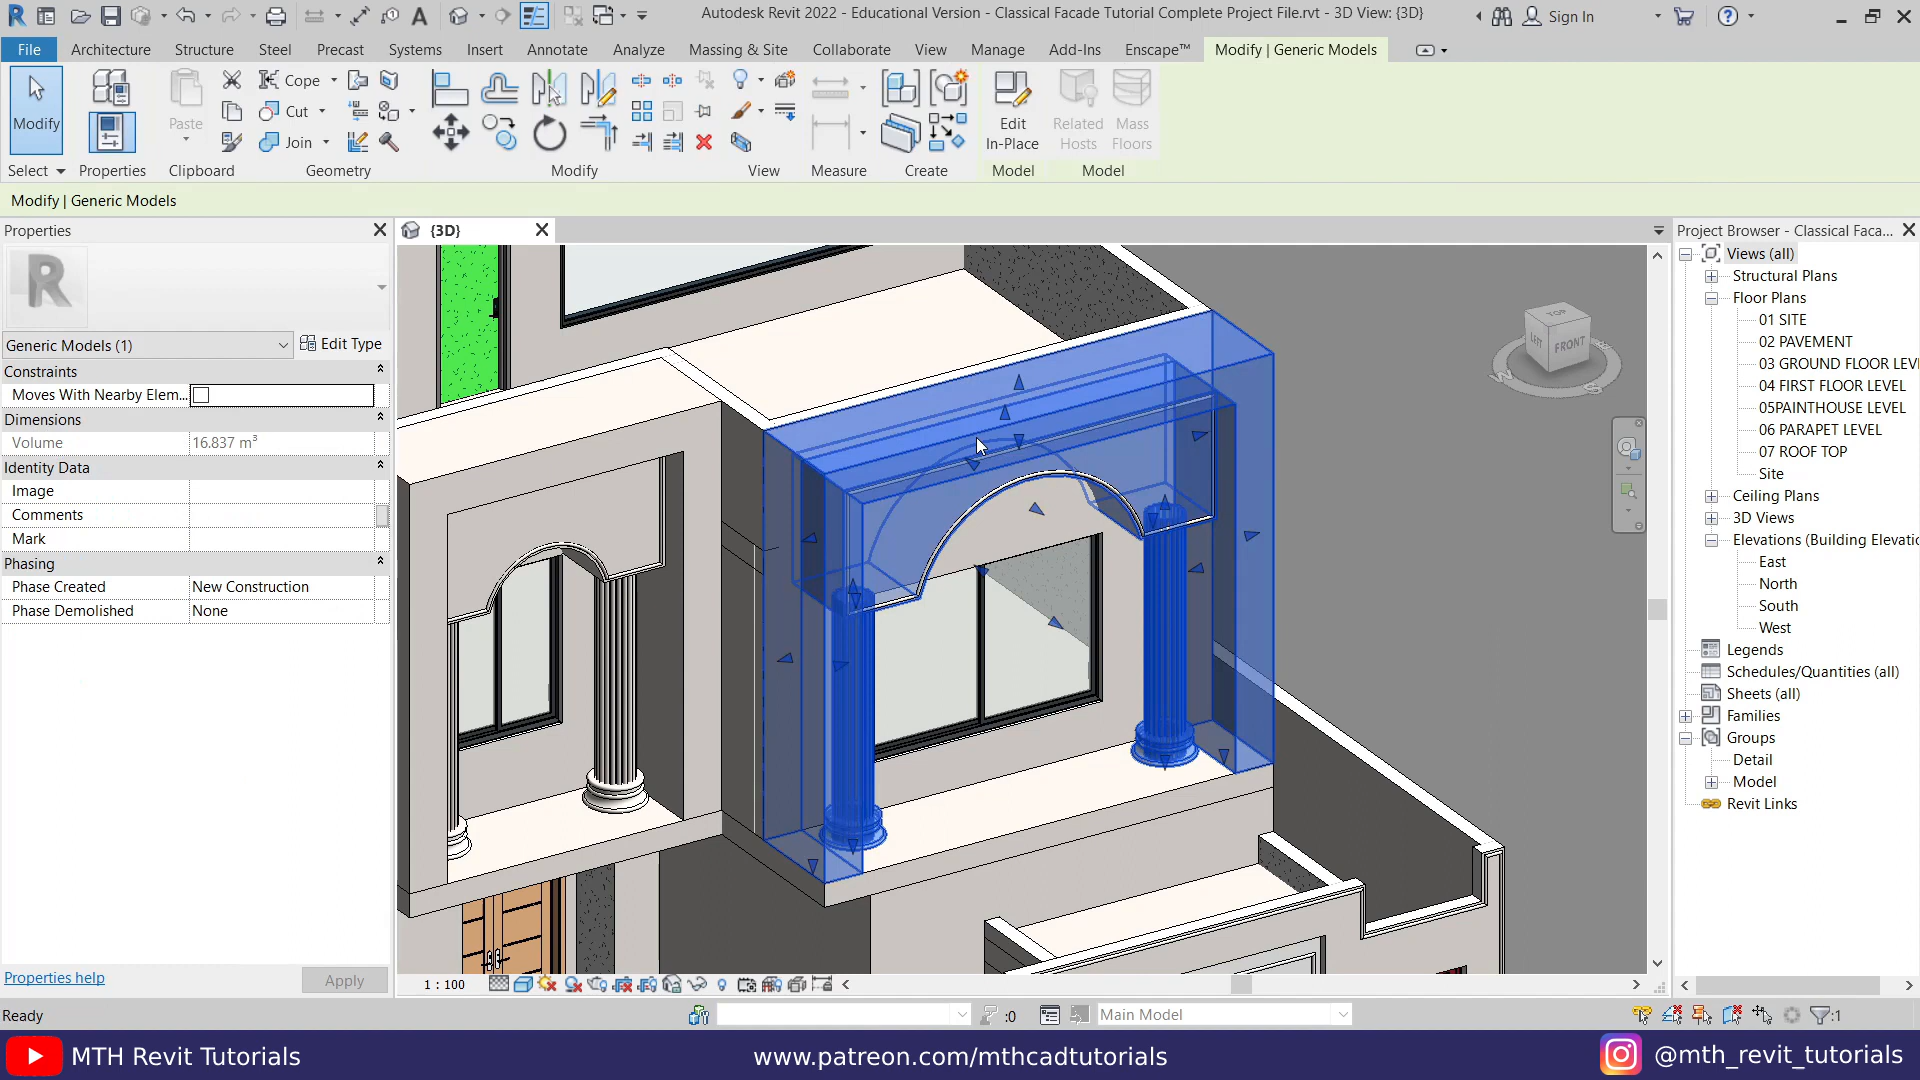 Autodesk Revit 2022 - Educational Version - Classical Facade Tutorial Complete Project File.rvt - 3D View: {3D}
Sign In
File Architecture Structure Steel Precast Systems Insert Annotate Analyze Massing & Site Collaborate View Manage Add-Ins Enscape™ Modify | Generic Models
Modify
Paste
Cope
Cut
Join
Edit
In-Place
Related
Hosts
Mass
Floors
Select Properties Clipboard Geometry Modify View Measure Create Model Model
Modify | Generic Models
Properties
{3D}
Project Browser - Classical Faca...
R
Generic Models (1)
Edit Type
Constraints
Moves With Nearby Elem...
Dimensions
Volume 16.837 m³
Identity Data
Image
Comments
Mark
Phasing
Phase Created New Construction
Phase Demolished None
Properties help
Apply
TOP
LEFT
FRONT
W
S
Views (all)
Structural Plans
Floor Plans
01 SITE
02 PAVEMENT
03 GROUND FLOOR LEVI
04 FIRST FLOOR LEVEL
05PAINTHOUSE LEVEL
06 PARAPET LEVEL
07 ROOF TOP
Site
Ceiling Plans
3D Views
Elevations (Building Elevatio
East
North
South
West
Legends
Schedules/Quantities (all)
Sheets (all)
Families
Groups
Detail
Model
Revit Links
1 : 100
Ready
:0
Main Model
:1
MTH Revit Tutorials
www.patreon.com/mthcadtutorials
@mth_revit_tutorials